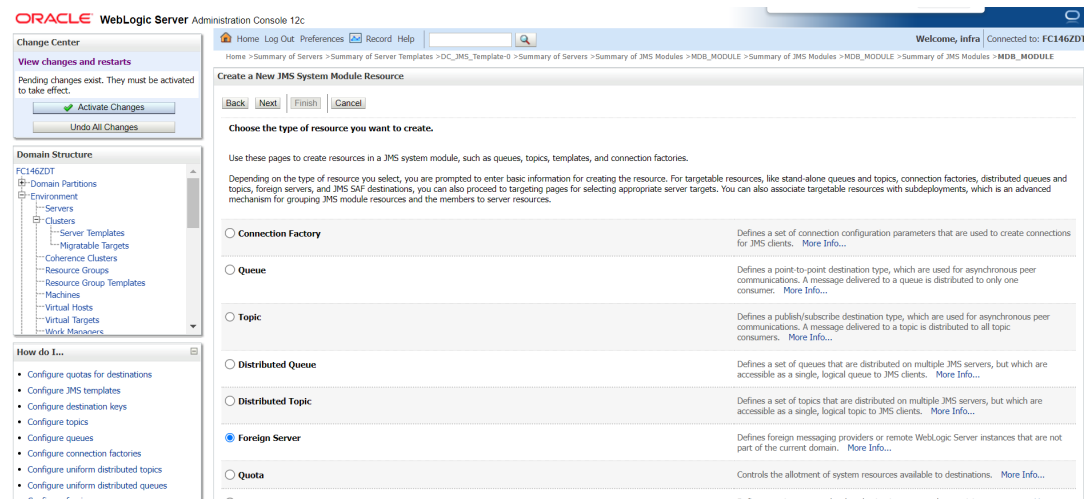 ORACLE WebLogic Server Administration Console 12c
Change Center
View changes and restarts
Pending changes exist. They must be activated
to take effect.
Activate Changes
Undo All Changes
Domain Structure
FC146ZDT
Domain Partitions
Environment
Servers
Clusters
Server Templates
Migratable Targets
Coherence Clusters
Resource Groups
Resource Group Templates
Machines
Virtual Hosts
Virtual Targets
Work Managers
How do I...
• Configure quotas for destinations
• Configure JMS templates
• Configure destination keys
• Configure topics
• Configure queues
• Configure connection factories
• Configure uniform distributed topics
• Configure uniform distributed queues
Home Log Out Preferences Record Help
Welcome, infra Connected to: FC146ZDT
Home >Summary of Servers >Summary of Server Templates >DC_JMS_Template-0 >Summary of Servers >Summary of JMS Modules >MDB_MODULE >Summary of JMS Modules >MDB_MODULE >Summary of JMS Modules >MDB_MODULE
Create a New JMS System Module Resource
Back Next Finish Cancel
Choose the type of resource you want to create.
Use these pages to create resources in a JMS system module, such as queues, topics, templates, and connection factories.
Depending on the type of resource you select, you are prompted to enter basic information for creating the resource. For targetable resources, like stand-alone queues and topics, connection factories, distributed queues and
topics, foreign servers, and JMS SAF destinations, you can also proceed to targeting pages for selecting appropriate server targets. You can also associate targetable resources with subdeployments, which is an advanced
mechanism for grouping JMS module resources and the members to server resources.
Connection Factory
Defines a set of connection configuration parameters that are used to create connections
for JMS clients. More Info...
Queue
Defines a point-to-point destination type, which are used for asynchronous peer
communications. A message delivered to a queue is distributed to only one
consumer. More Info...
Topic
Defines a publish/subscribe destination type, which are used for asynchronous peer
communications. A message delivered to a topic is distributed to all topic
consumers. More Info...
Distributed Queue
Defines a set of queues that are distributed on multiple JMS servers, but which are
accessible as a single, logical queue to JMS clients. More Info...
Distributed Topic
Defines a set of topics that are distributed on multiple JMS servers, but which are
accessible as a single, logical topic to JMS clients. More Info...
Foreign Server
Defines foreign messaging providers or remote WebLogic Server instances that are not
part of the current domain. More Info...
Quota
Controls the allotment of system resources available to destinations. More Info...